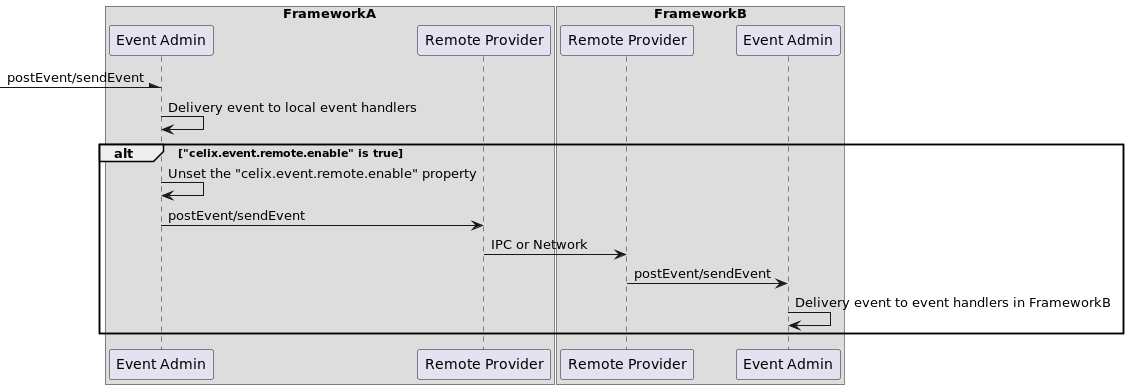 FrameworkA
FrameworkB
Event Admin
Remote Provider
Remote Provider
Event Admin
postEvent/sendEvent
Delivery event to local event handlers
alt
["celix.event.remote.enable" is true]
Unset the "celix.event.remote.enable" property
postEvent/sendEvent
IPC or Network
postEvent/sendEvent
Delivery event to event handlers in FrameworkB
Event Admin
Remote Provider
Remote Provider
Event Admin